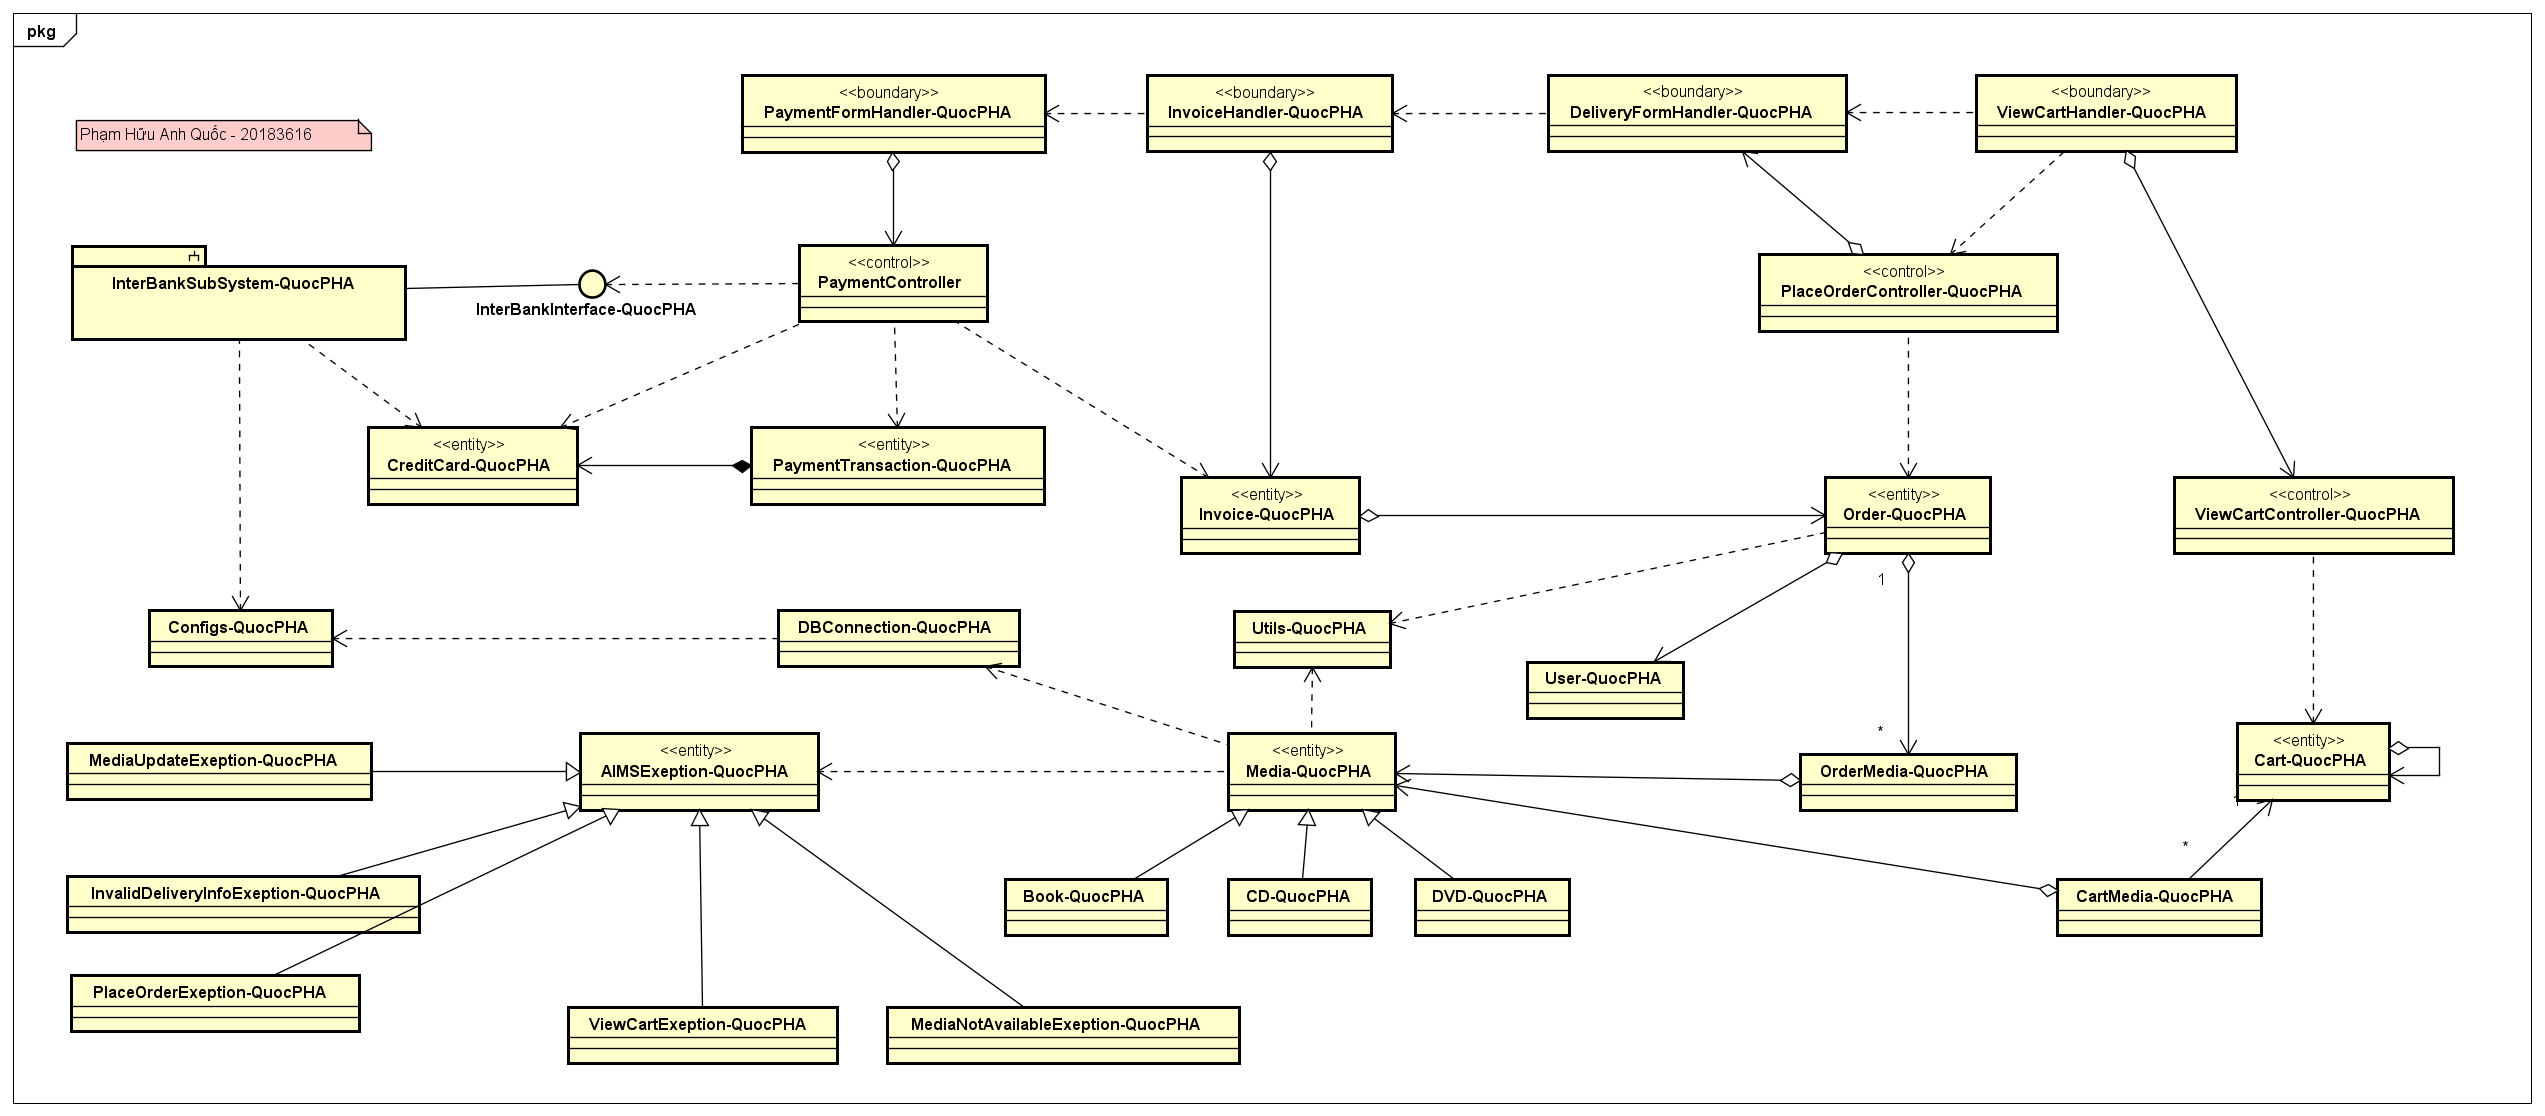 pkg
<<boundary>>
PaymentFormHandler-QuocPHA
<<boundary>>
InvoiceHandler-QuocPHA
<<boundary>>
DeliveryFormHandler-QuocPHA
<<boundary>>
ViewCartHandler-QuocPHA
Phạm Hữu Anh Quốc - 20183616
InterBankSubSystem-QuocPHA
InterBankInterface-QuocPHA
<<control>>
PaymentController
<<control>>
PlaceOrderController-QuocPHA
<<entity>>
CreditCard-QuocPHA
<<entity>>
PaymentTransaction-QuocPHA
<<entity>>
Invoice-QuocPHA
<<entity>>
Order-QuocPHA
<<control>>
ViewCartController-QuocPHA
1
Configs-QuocPHA
DBConnection-QuocPHA
Utils-QuocPHA
User-QuocPHA
*
MediaUpdateExeption-QuocPHA
<<entity>>
AIMSExeption-QuocPHA
<<entity>>
Media-QuocPHA
OrderMedia-QuocPHA
<<entity>>
Cart-QuocPHA
1
*
InvalidDeliveryInfoExeption-QuocPHA
Book-QuocPHA
CD-QuocPHA
DVD-QuocPHA
CartMedia-QuocPHA
PlaceOrderExeption-QuocPHA
ViewCartExeption-QuocPHA
MediaNotAvailableExeption-QuocPHA